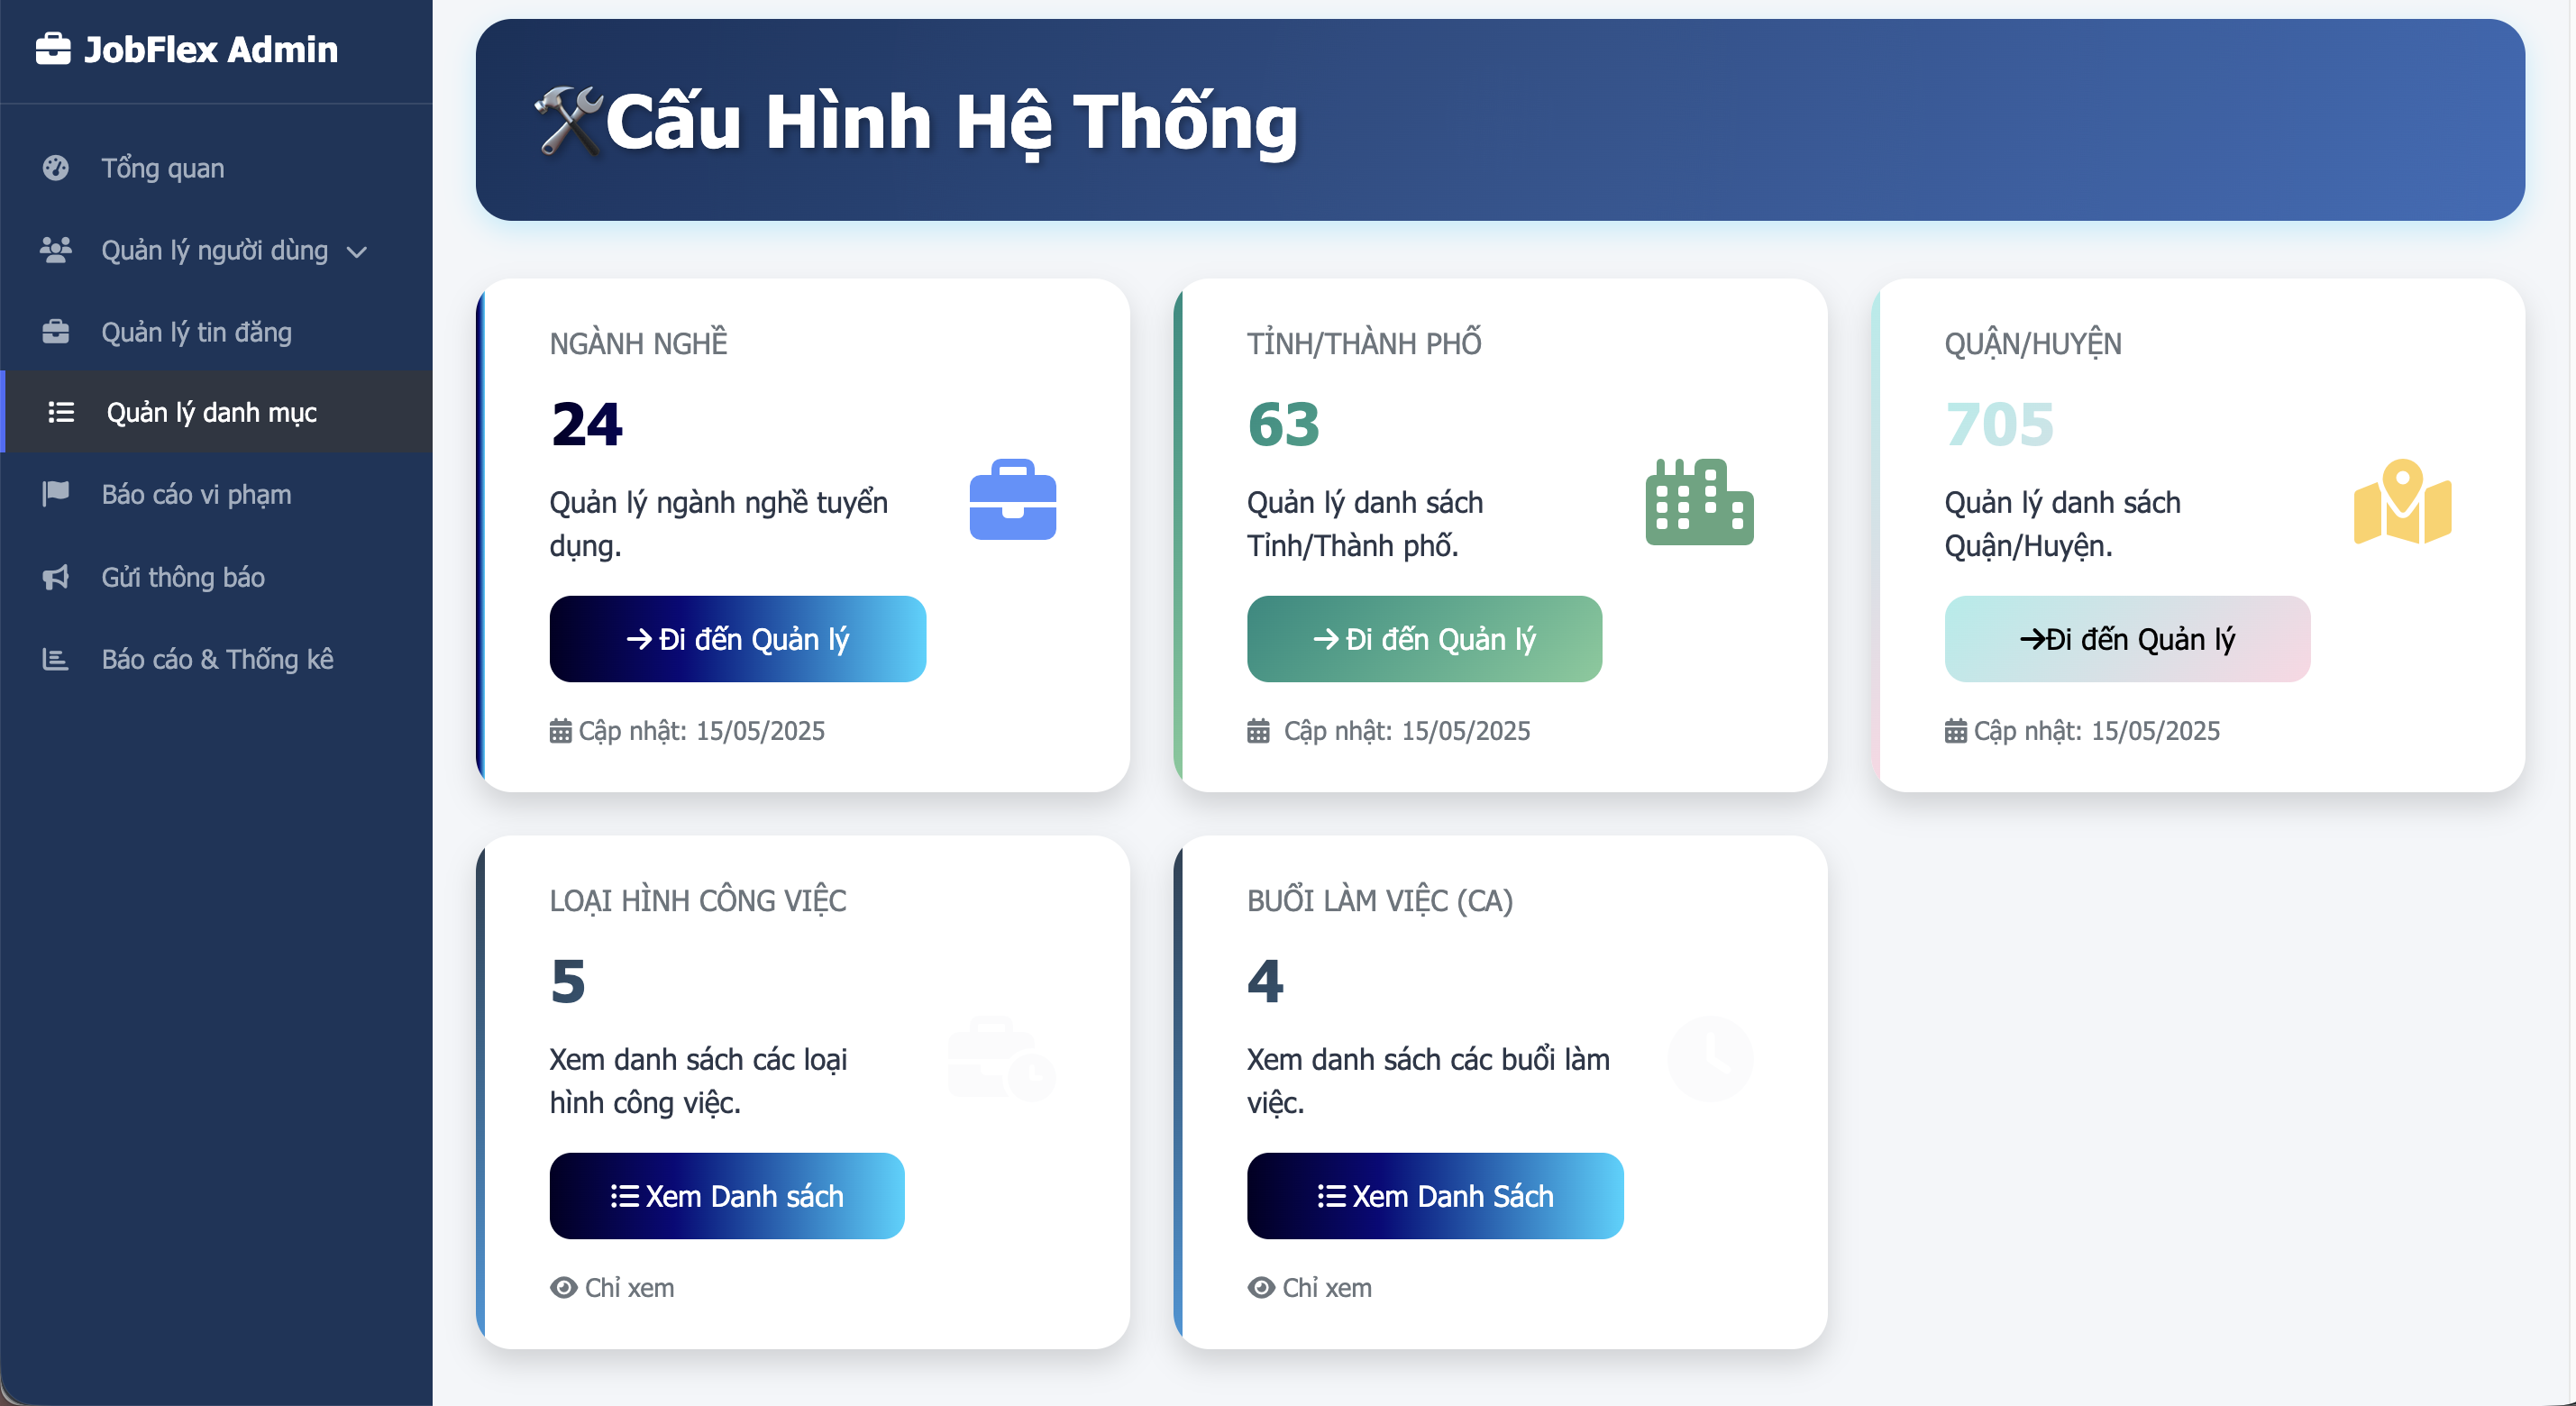 JobFlex Admin
Tổng quan
Quản lý người dùng
Quản lý tin đăng
Quản lý danh mục
Báo cáo vi phạm
Gửi thông báo
Báo cáo & Thống kê
Cấu Hình Hệ Thống
NGÀNH NGHỀ
24
Quản lý ngành nghề tuyển
dụng.
Đi đến Quản lý
Cập nhật: 15/05/2025
TỈNH/THÀNH PHỐ
63
Quản lý danh sách
Tỉnh/Thành phố.
Đi đến Quản lý
Cập nhật: 15/05/2025
QUẬN/HUYỆN
705
Quản lý danh sách
Quận/Huyện.
Đi đến Quản lý
Cập nhật: 15/05/2025
LOẠI HÌNH CÔNG VIỆC
5
Xem danh sách các loại
hình công việc.
Xem Danh sách
Chỉ xem
BUỔI LÀM VIỆC (CA)
4
Xem danh sách các buổi làm
việc.
Xem Danh Sách
Chỉ xem